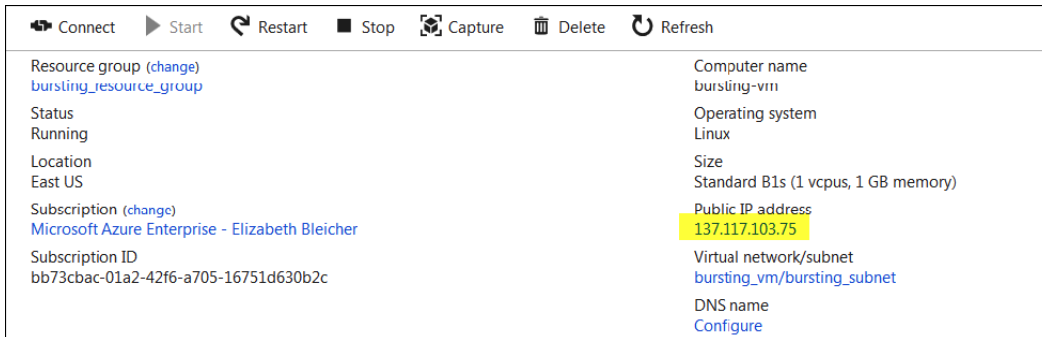 Connect Start Restart Stop Capture Delete Refresh
Resource group (change)
bursting_resource_group
Status
Running
Location
East US
Subscription (change)
Microsoft Azure Enterprise - Elizabeth Bleicher
Subscription ID
bb73cbac-01a2-42f6-a705-16751d630b2c
Computer name
bursting-vm
Operating system
Linux
Size
Standard B1s (1 vcpus, 1 GB memory)
Public IP address
137.117.103.75
Virtual network/subnet
bursting_vm/bursting_subnet
DNS name
Configure